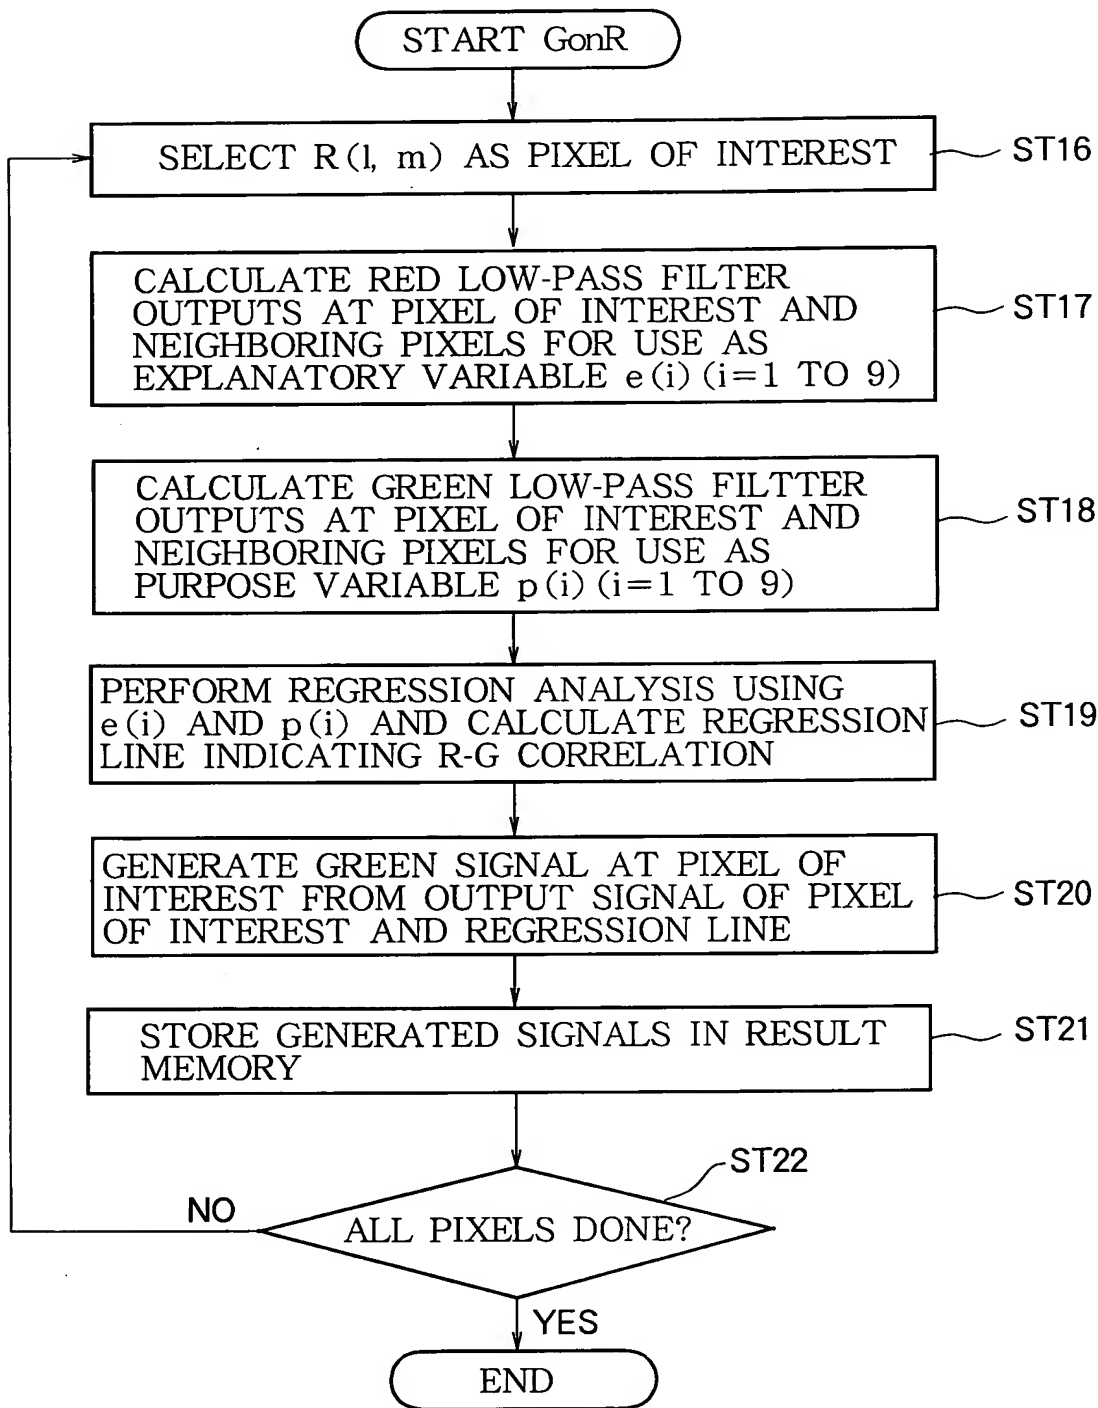 START GonR
SELECT R(l, m) AS PIXEL OF INTEREST
ST16
CALCULATE RED LOW-PASS FILTER
OUTPUTS AT PIXEL OF INTEREST AND
NEIGHBORING PIXELS FOR USE AS
EXPLANATORY VARIABLE e(i) (i=1 TO 9)
ST17
CALCULATE GREEN LOW-PASS FILTTER
OUTPUTS AT PIXEL OF INTEREST AND
NEIGHBORING PIXELS FOR USE AS
PURPOSE VARIABLE p(i) (i=1 TO 9)
ST18
PERFORM REGRESSION ANALYSIS USING
e(i) AND p(i) AND CALCULATE REGRESSION
LINE INDICATING R-G CORRELATION
ST19
GENERATE GREEN SIGNAL AT PIXEL OF
INTEREST FROM OUTPUT SIGNAL OF PIXEL
OF INTEREST AND REGRESSION LINE
ST20
STORE GENERATED SIGNALS IN RESULT
MEMORY
ST21
ST22
NO
ALL PIXELS DONE?
YES
END